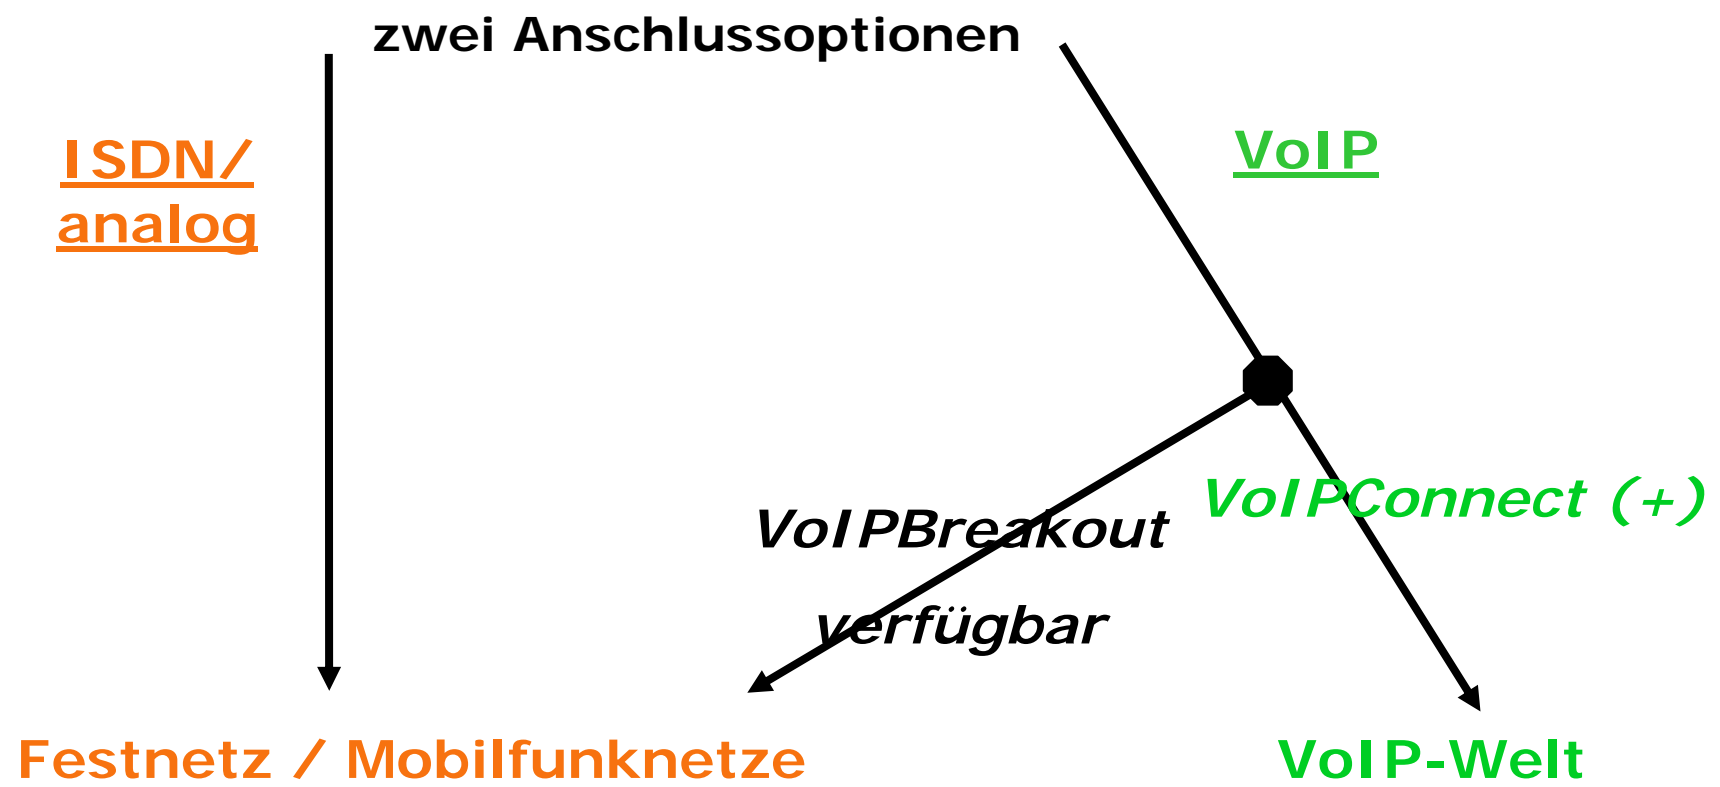 zwei Anschlussoptionen
ISDN/
analog
VoIP
VoIPConnect (+)
VoIPBreakout
verfügbar
Festnetz / Mobilfunknetze
VoIP-Welt